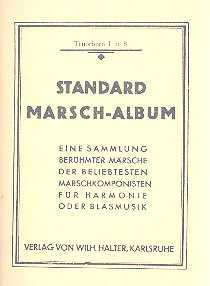 Tenorhorn I in B
STANDARD
MARSCH-ALBUM
EINE SAMMLUNG
BERÜHMTER MÄRSCHE
DER BELIEBTESTEN
MARSCHKOMPONISTEN
FÜR HARMONIE
ODER BLASMUSIK
VERLAG VON WILH. HALTER, KARLSRUHE